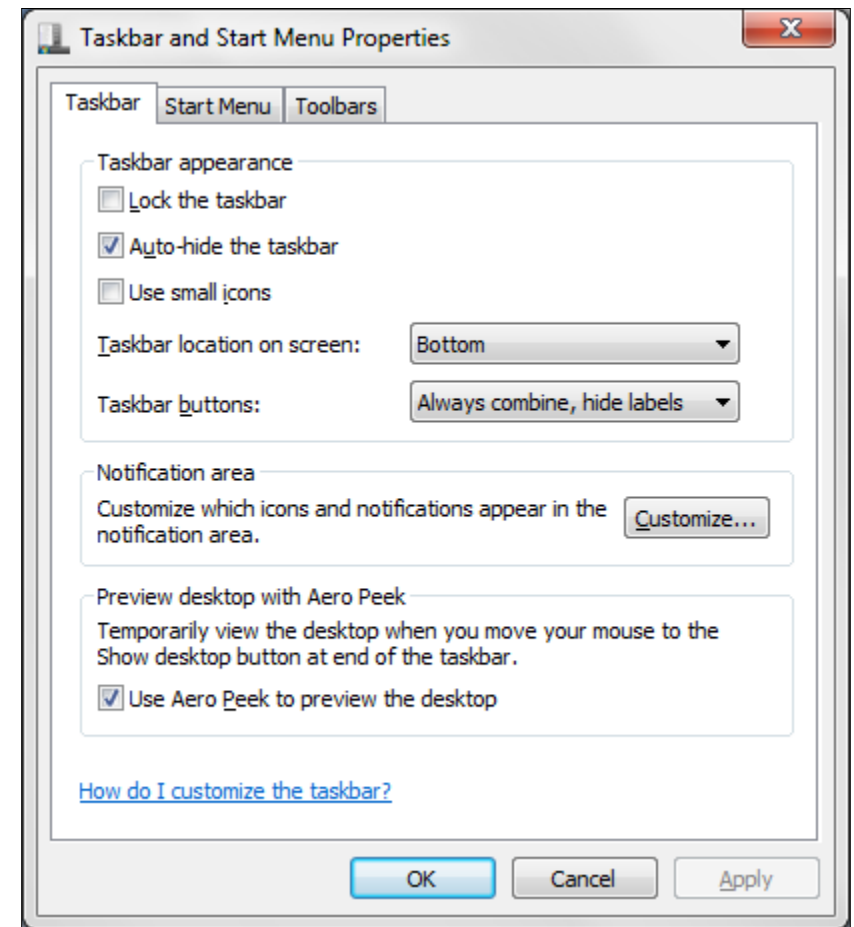 Taskbar and Start Menu Properties
Taskbar
Start Menu
Toolbars
Taskbar appearance
Lock the taskbar
Auto-hide the taskbar
Use small icons
Taskbar location on screen:
Bottom
Taskbar buttons:
Always combine, hide labels
Notification area
Customize which icons and notifications appear in the
notification area.
Customize...
Preview desktop with Aero Peek
Temporarily view the desktop when you move your mouse to the
Show desktop button at end of the taskbar.
Use Aero Peek to preview the desktop
How do I customize the taskbar?
OK
Cancel
Apply